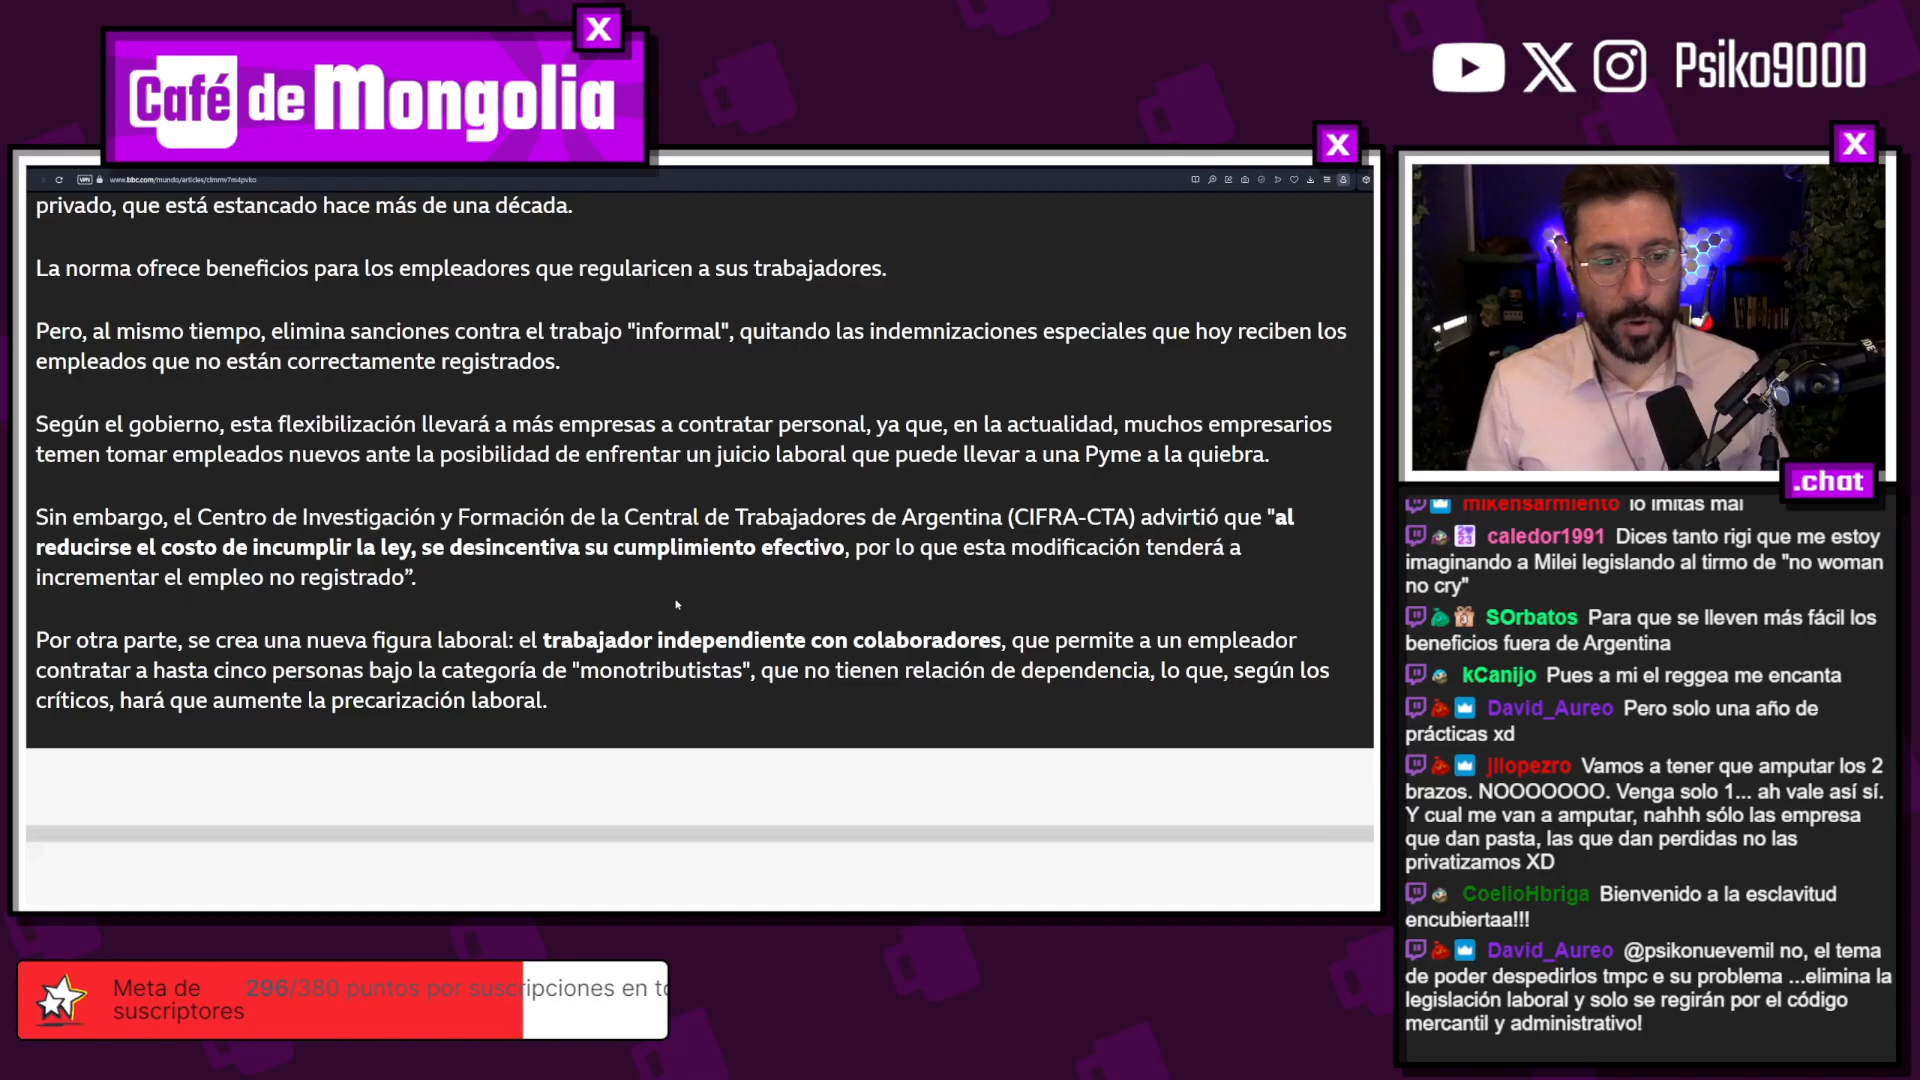 Café de Mongolia
X
Psiko9000
X
X
www.bbc.com/mundo/articles/clmmv7m4pvko
privado, que está estancado hace más de una década.
La norma ofrece beneficios para los empleadores que regularicen a sus trabajadores.
Pero, al mismo tiempo, elimina sanciones contra el trabajo "informal", quitando las indemnizaciones especiales que hoy reciben los
empleados que no están correctamente registrados.
Según el gobierno, esta flexibilización llevará a más empresas a contratar personal, ya que, en la actualidad, muchos empresarios
temen tomar empleados nuevos ante la posibilidad de enfrentar un juicio laboral que puede llevar a una Pyme a la quiebra.
Sin embargo, el Centro de Investigación y Formación de la Central de Trabajadores de Argentina (CIFRA-CTA) advirtió que "al
reducirse el costo de incumplir la ley, se desincentiva su cumplimiento efectivo, por lo que esta modificación tenderá a
incrementar el empleo no registrado”.
Por otra parte, se crea una nueva figura laboral: el trabajador independiente con colaboradores, que permite a un empleador
contratar a hasta cinco personas bajo la categoría de "monotributistas", que no tienen relación de dependencia, lo que, según los
críticos, hará que aumente la precarización laboral.
Meta de
suscriptores
296/380 puntos por suscripciones en to
.chat
mikensarmiento lo imitas mal
caledor1991 Dices tanto rigi que me estoy
imaginando a Milei legislando al tirmo de "no woman
no cry"
SOrbatos Para que se lleven más fácil los
beneficios fuera de Argentina
kCanijo Pues a mi el reggea me encanta
David_Aureo Pero solo una año de
prácticas xd
jllopezro Vamos a tener que amputar los 2
brazos. NOOOOOOO. Venga solo 1... ah vale así sí.
Y cual me van a amputar, nahhh sólo las empresa
que dan pasta, las que dan perdidas no las
privatizamos XD
CoelioHbriga Bienvenido a la esclavitud
encubiertaa!!!
David_Aureo @psikonuevemil no, el tema
de poder despedirlos tmpc e su problema ...elimina la
legislación laboral y solo se regirán por el código
mercantil y administrativo!